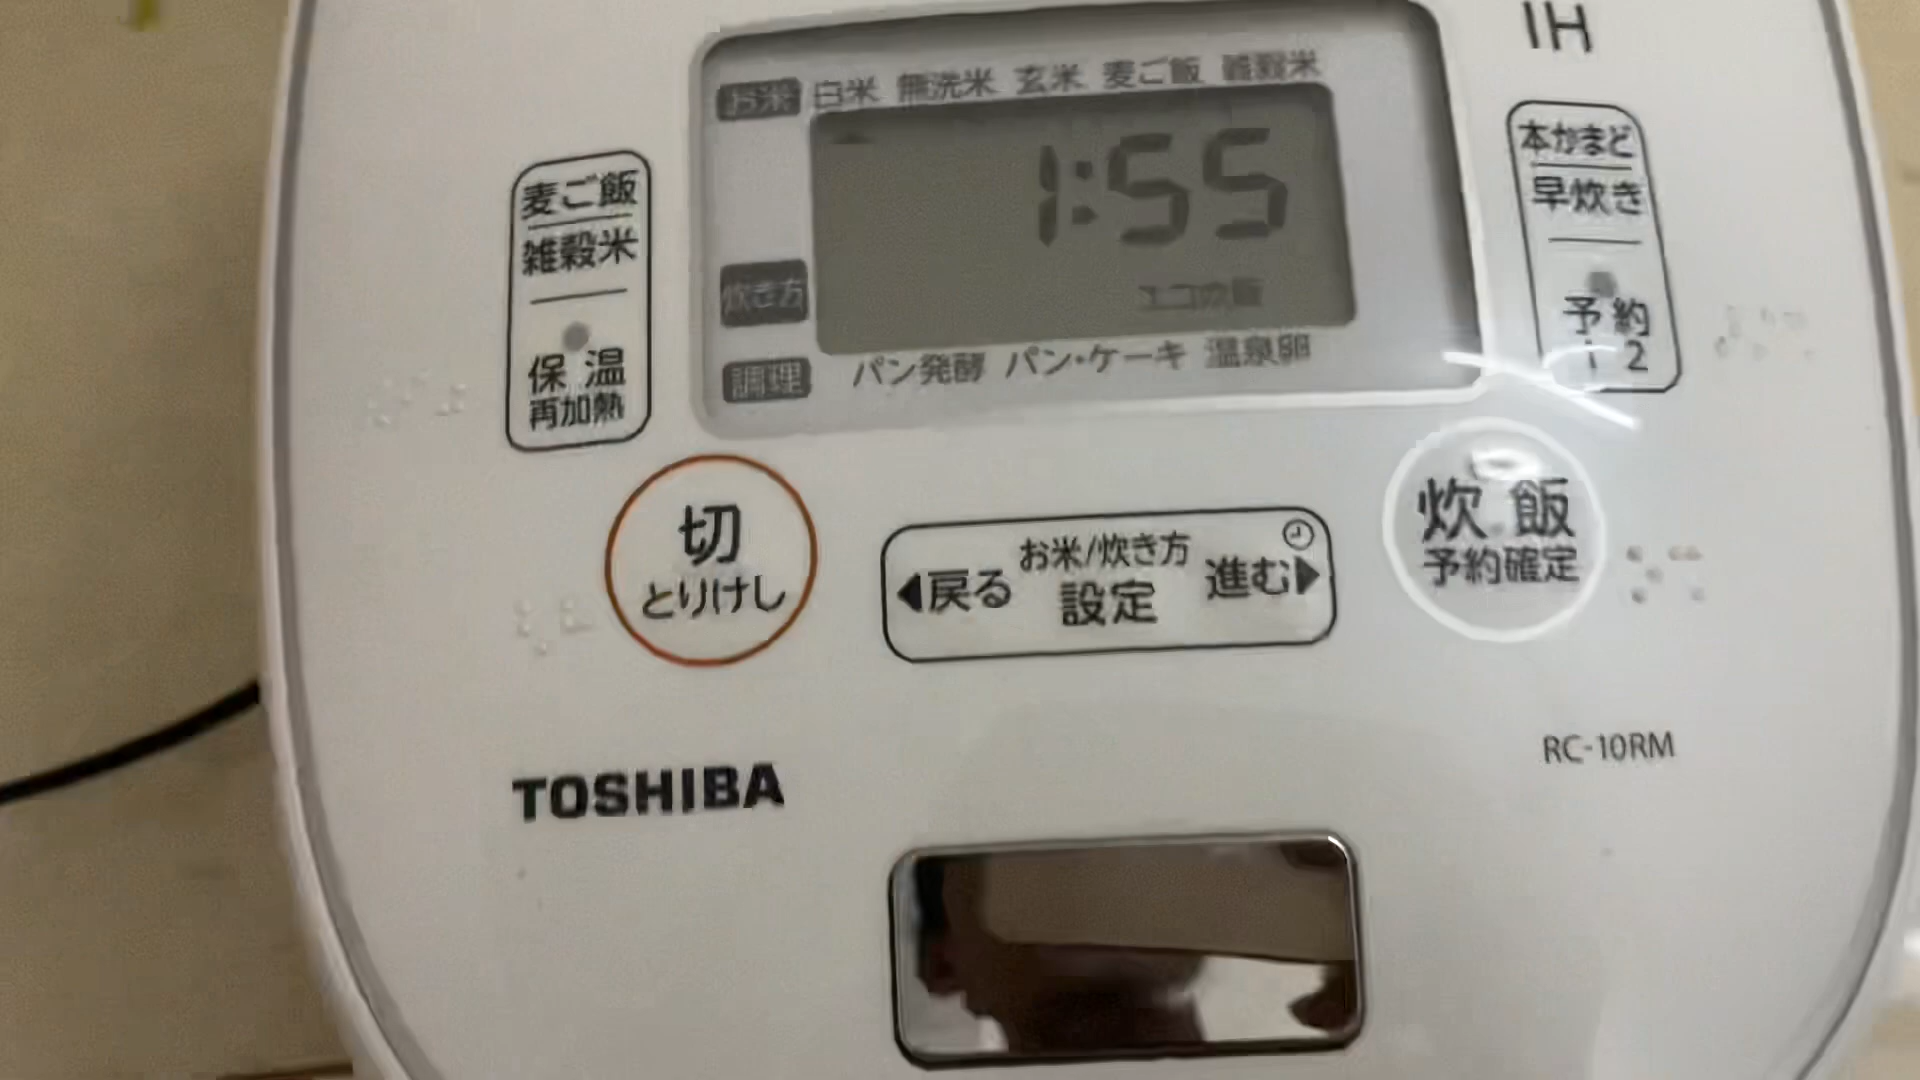 IH
お米 白米 無洗米 玄米 麦ご飯 雑穀米
1:55
炊き方
エコ炊飯
調理 パン発酵 パン・ケーキ 温泉卵
麦ご飯
雑穀米
保温
再加熱
本かまど
早炊き
予約
1 2
切
とりけし
◀戻る お米/炊き方 設定 進む▶
炊飯
予約確定
RC-10RM
TOSHIBA